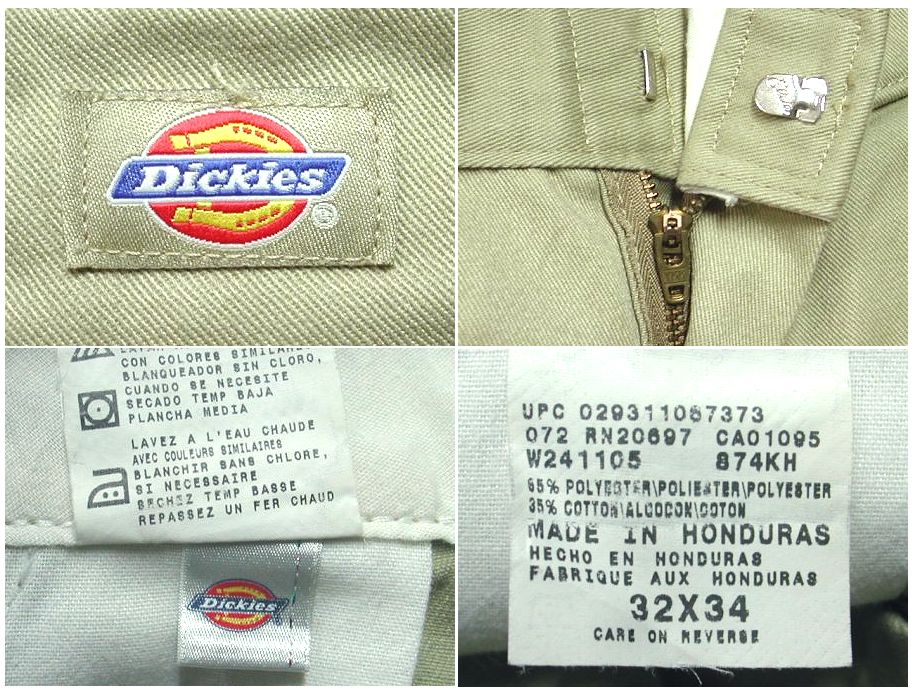 Dickies
®
CON COLORES SIMILARE
BLANQUEADOR SIN CLORO,
CUANDO SE NECESITE
SECADO TEMP BAJA
PLANCHA MEDIA
LAVEZ A L'EAU CHAUDE
AVEC COULEURS SIMILAIRES
BLANCHIR SANS CHLORE,
SI NECESSAIRE
SECHEZ TEMP BASSE
REPASSEZ UN FER CHAUD
Dickies
UPC 029311067373
072 RN20697 CA01095
W241105 874KH
65% POLYESTER\POLIESTER\POLYESTER
35% COTTON\ALGODON\COTON
MADE IN HONDURAS
HECHO EN HONDURAS
FABRIQUE AUX HONDURAS
32X34
CARE ON REVERSE